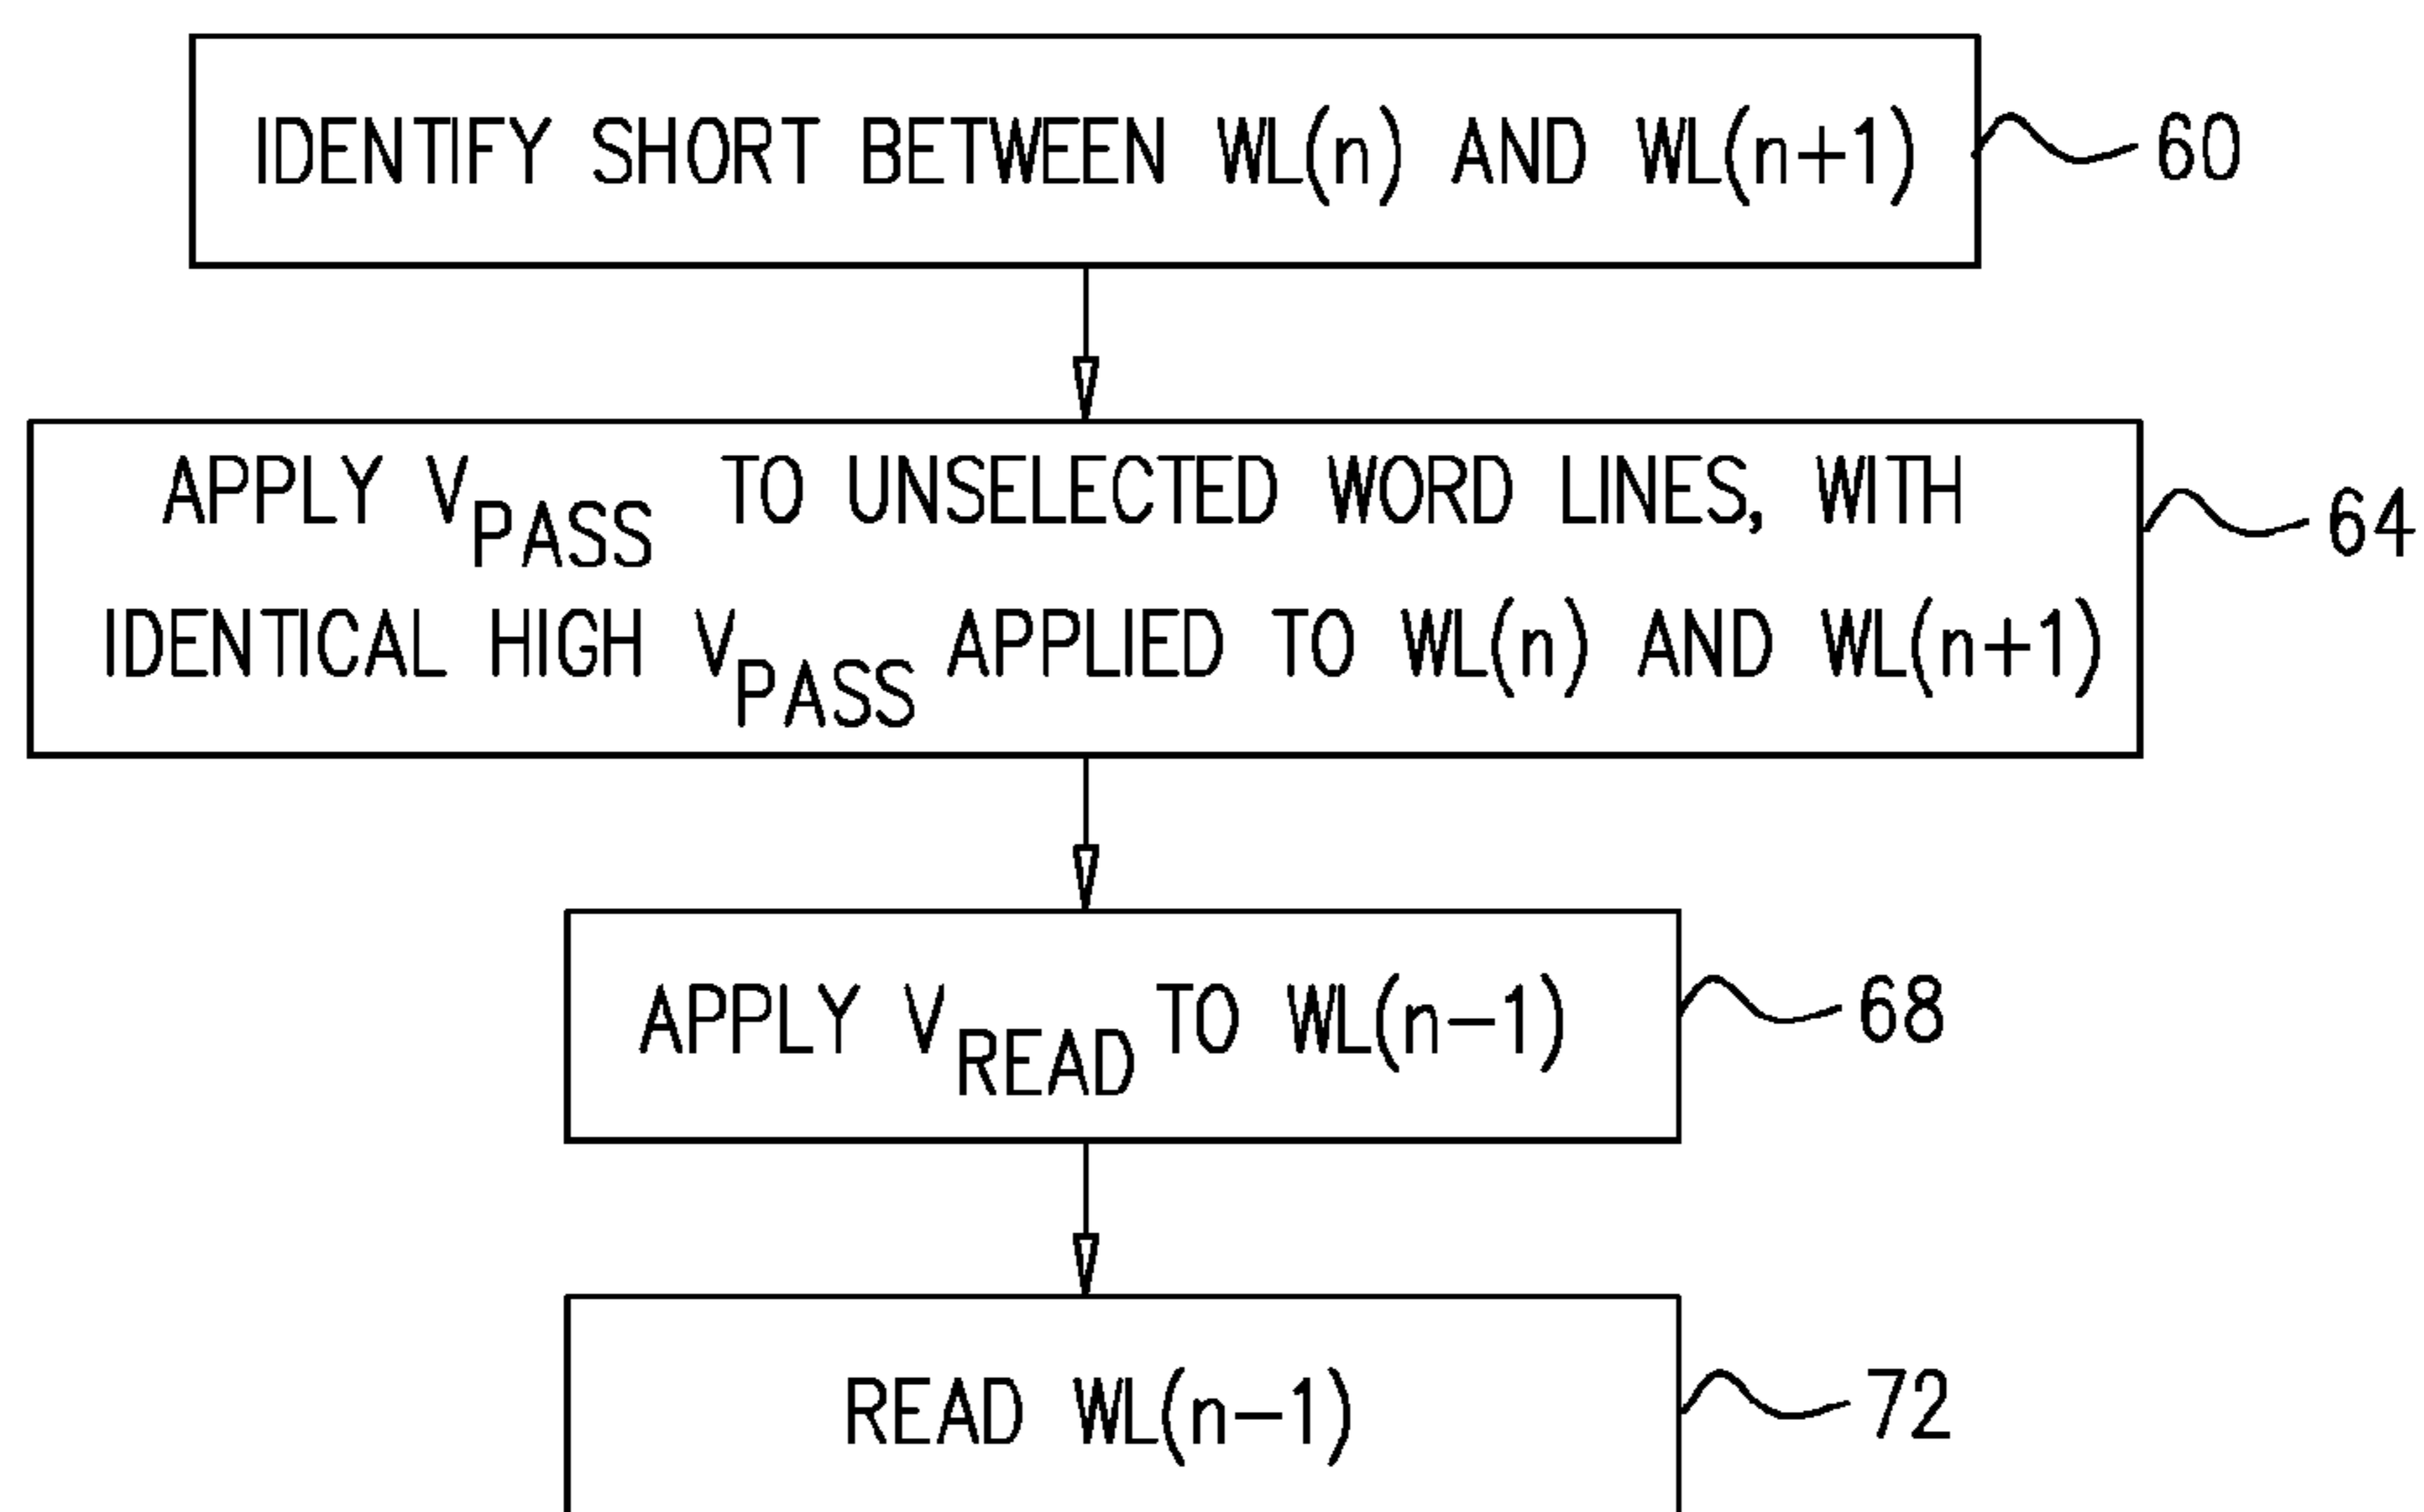 IDENTIFY SHORT BETWEEN WL(n) AND WL(n+1)
60
APPLY VPASS TO UNSELECTED WORD LINES, WITH
IDENTICAL HIGH VPASS APPLIED TO WL(n) AND WL(n+1)
64
APPLY VREAD TO WL(n-1)
68
READ WL(n-1)
72